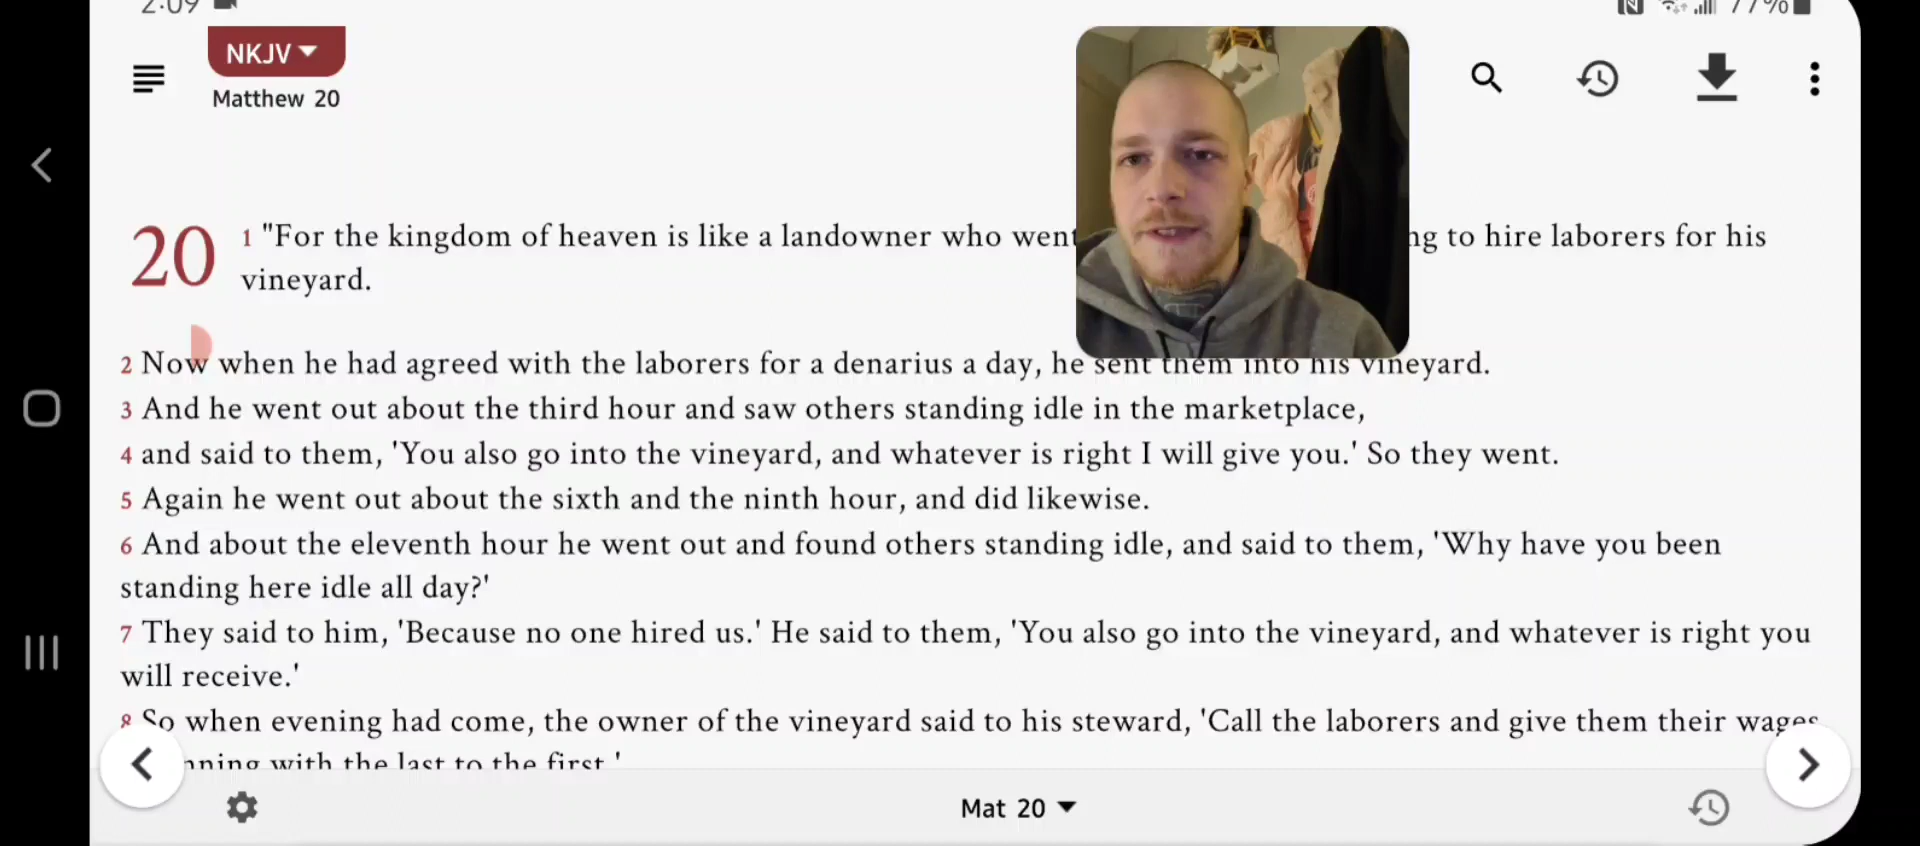 2:09 77%
NKJV
Matthew 20
20 1 "For the kingdom of heaven is like a landowner who went ng to hire laborers for his
vineyard.
2 Now when he had agreed with the laborers for a denarius a day, he sent them into his vineyard.
3 And he went out about the third hour and saw others standing idle in the marketplace,
4 and said to them, 'You also go into the vineyard, and whatever is right I will give you.' So they went.
5 Again he went out about the sixth and the ninth hour, and did likewise.
6 And about the eleventh hour he went out and found others standing idle, and said to them, 'Why have you been
standing here idle all day?'
7 They said to him, 'Because no one hired us.' He said to them, 'You also go into the vineyard, and whatever is right you
will receive.'
8 So when evening had come, the owner of the vineyard said to his steward, 'Call the laborers and give them their wages
nning with the last to the first.'
Mat 20